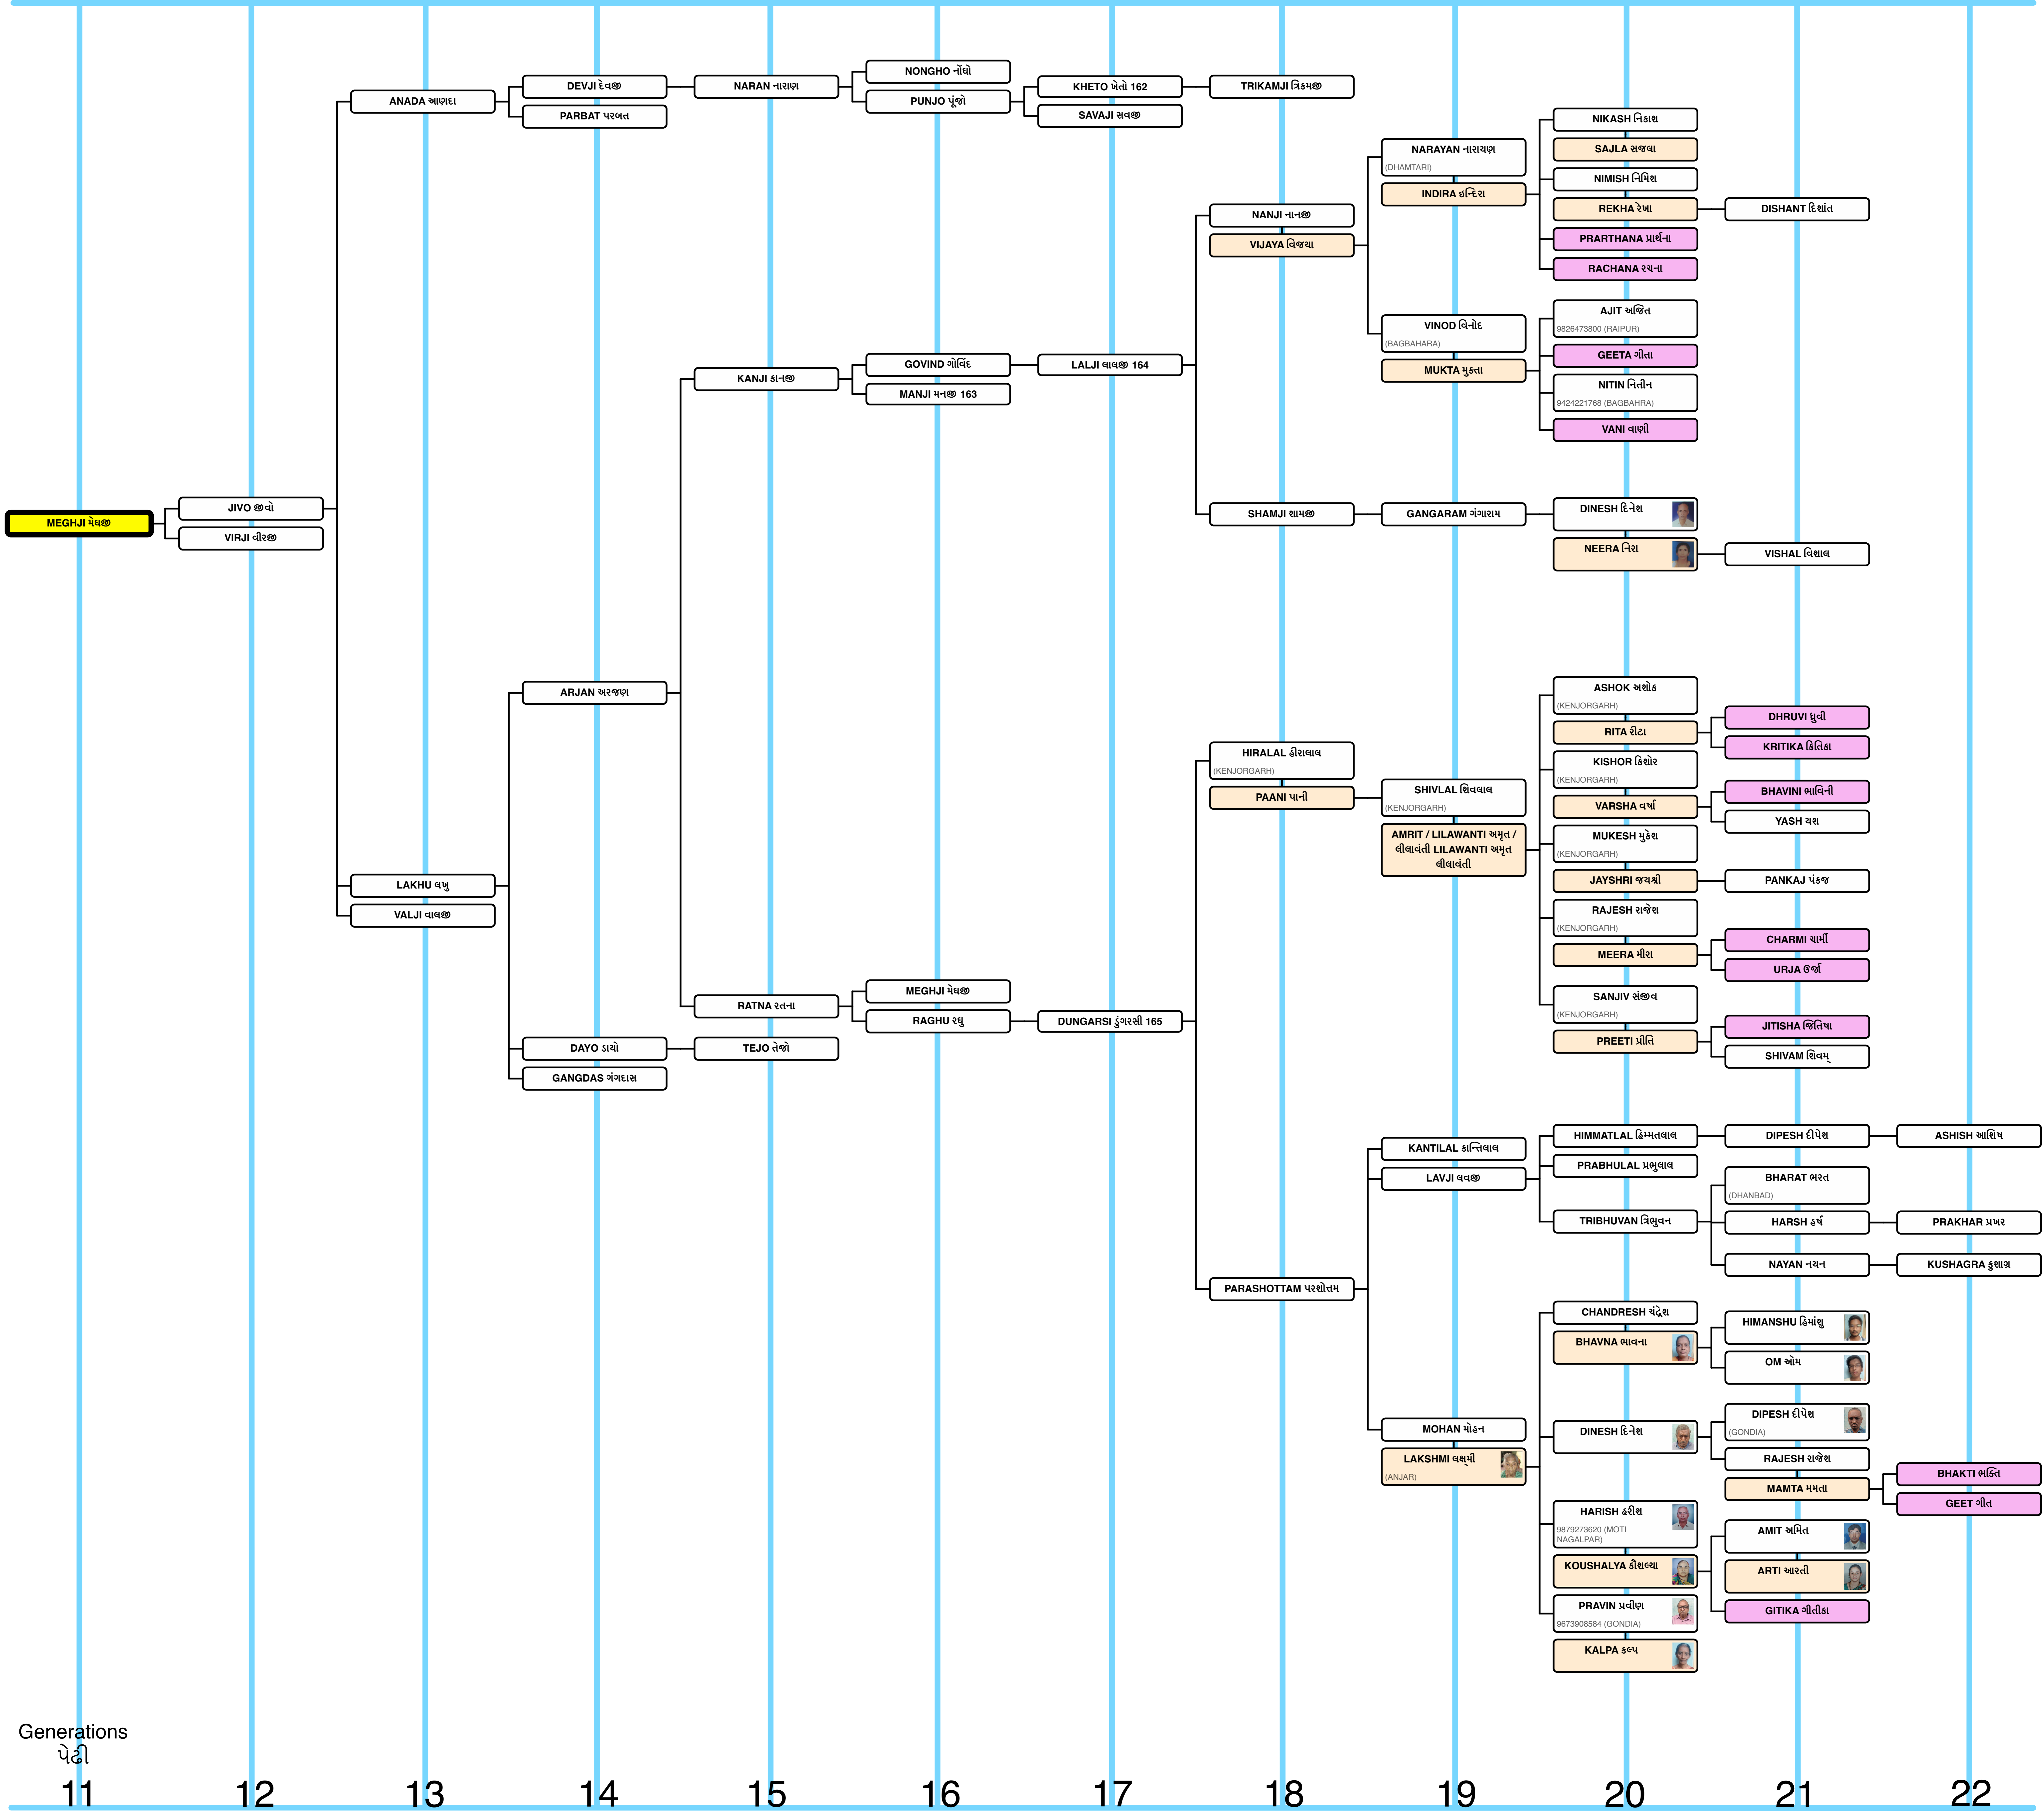 MEGHJI મેઘજી
JIVO જીવો
VIRJI વીરજી
ANADA આણદા
LAKHU લખુ
VALJI વાલજી
DEVJI દેવજી
PARBAT પરબત
ARJAN અરજણ
DAYO ડાયો
GANGDAS ગંગદાસ
NARAN નારાણ
KANJI કાનજી
RATNA રતના
TEJO તેજો
NONGHO નોંઘો
PUNJO પૂંજો
GOVIND ગોવિંદ
MANJI મનજી 163
MEGHJI મેઘજી
RAGHU રઘુ
KHETO ખેતો 162
SAVAJI સવજી
LALJI લાલજી 164
DUNGARSI ડુંગરસી 165
TRIKAMJI ત્રિકમજી
NANJI નાનજી
VIJAYA વિજયા
SHAMJI શામજી
HIRALAL હીરાલાલ
(KENJORGARH)
PAANI પાની
PARASHOTTAM પરશોત્તમ
NARAYAN નારાયણ
(DHAMTARI)
INDIRA ઇન્દિરા
VINOD વિનોદ
(BAGBAHARA)
MUKTA મુક્તા
GANGARAM ગંગારામ
SHIVLAL શિવલાલ
(KENJORGARH)
AMRIT / LILAWANTI અમૃત /
લીલાવંતી LILAWANTI અમૃત
લીલાવંતી
KANTILAL કાન્તિલાલ
LAVJI લવજી
MOHAN મોહન
LAKSHMI લક્ષ્મી
(ANJAR)
NIKASH નિકાશ
SAJLA સજલા
NIMISH નિમિશ
REKHA રેખા
PRARTHANA પ્રાર્થના
RACHANA રચના
AJIT અજિત
9826473800 (RAIPUR)
GEETA ગીતા
NITIN નિતીન
9424221768 (BAGBAHRA)
VANI વાણી
DINESH દિનેશ
NEERA નિરા
ASHOK અશોક
(KENJORGARH)
RITA રીટા
KISHOR કિશોર
(KENJORGARH)
VARSHA વર્ષા
MUKESH મુકેશ
(KENJORGARH)
JAYSHRI જયશ્રી
RAJESH રાજેશ
(KENJORGARH)
MEERA મીરા
SANJIV સંજીવ
(KENJORGARH)
PREETI પ્રીતિ
HIMMATLAL હિમ્મતલાલ
PRABHULAL પ્રભુલાલ
TRIBHUVAN ત્રિભુવન
CHANDRESH ચંદ્રેશ
BHAVNA ભાવના
DINESH દિનેશ
HARISH હરીશ
9879273620 (MOTI
NAGALPAR)
KOUSHALYA કૌશલ્યા
PRAVIN પ્રવીણ
9673908584 (GONDIA)
KALPA કલ્પ
DISHANT દિશાંત
VISHAL વિશાલ
DHRUVI ધ્રુવી
KRITIKA ક્રિતિકા
BHAVINI ભાવિની
YASH યશ
PANKAJ પંકજ
CHARMI ચાર્મી
URJA ઉર્જા
JITISHA જિતિષા
SHIVAM શિવમ્
DIPESH દીપેશ
BHARAT ભરત
(DHANBAD)
HARSH હર્ષ
NAYAN નયન
HIMANSHU હિમાંશુ
OM ઓમ
DIPESH દીપેશ
(GONDIA)
RAJESH રાજેશ
MAMTA મમતા
AMIT અમિત
ARTI આરતી
GITIKA ગીતીકા
ASHISH આશિષ
PRAKHAR પ્રખર
KUSHAGRA કુશાગ્ર
BHAKTI ભક્તિ
GEET ગીત
Generations
પેઢી
11 12 13 14 15 16 17 18 19 20 21 22